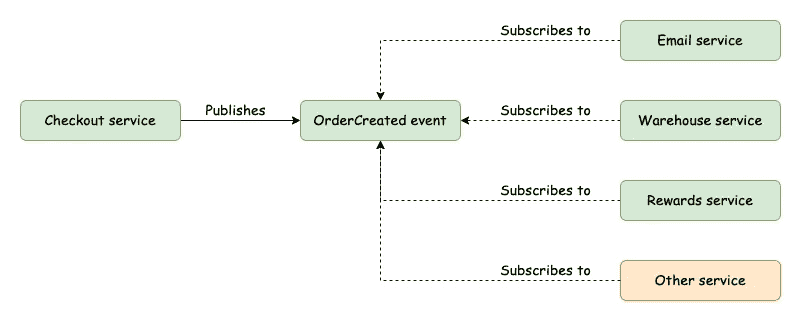 Subscribes to
Email service
Checkout service
Publishes
OrderCreated event
Subscribes to
Warehouse service
Subscribes to
Rewards service
Subscribes to
Other service